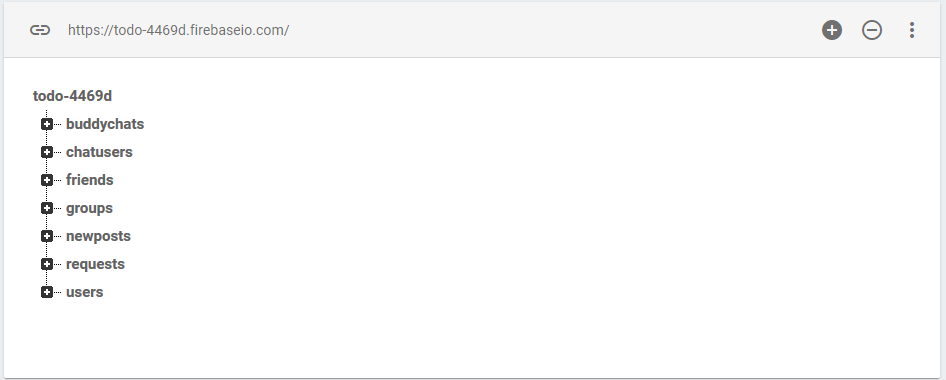 https://todo-4469d.firebaseio.com/
todo-4469d
buddychats
chatusers
friends
groups
newposts
requests
users